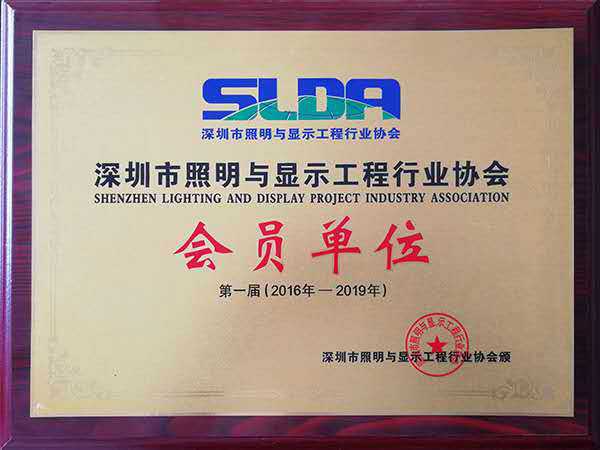 SLDA
深圳市照明与显示工程行业协会
深圳市照明与显示工程行业协会
SHENZHEN LIGHTING AND DISPLAY PROJECT INDUSTRY ASSOCIATION
会员单位
第一届(2016年—2019年)
深圳市照明与显示工程行业协会颁